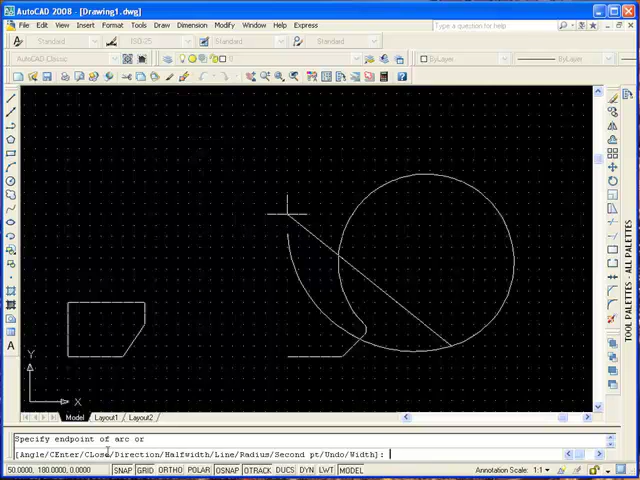 AutoCAD 2008 - [Drawing1.dwg]
File Edit View Insert Format Tools Draw Dimension Modify Window Help Express
Type a question for help
Standard ISO-25 Standard Standard
AutoCAD Classic 0 ByLayer ByLayer
TOOL PALETTES - ALL PALETTES
Y
X
Model Layout1 Layout2
Specify endpoint of arc or
[Angle/CEnter/CLose/Direction/Halfwidth/Line/Radius/Second pt/Undo/Width]:
50.0000, 180.0000, 0.0000 SNAP GRID ORTHO POLAR OSNAP OTRACK DUCS DYN LWT MODEL Annotation Scale: 1:1